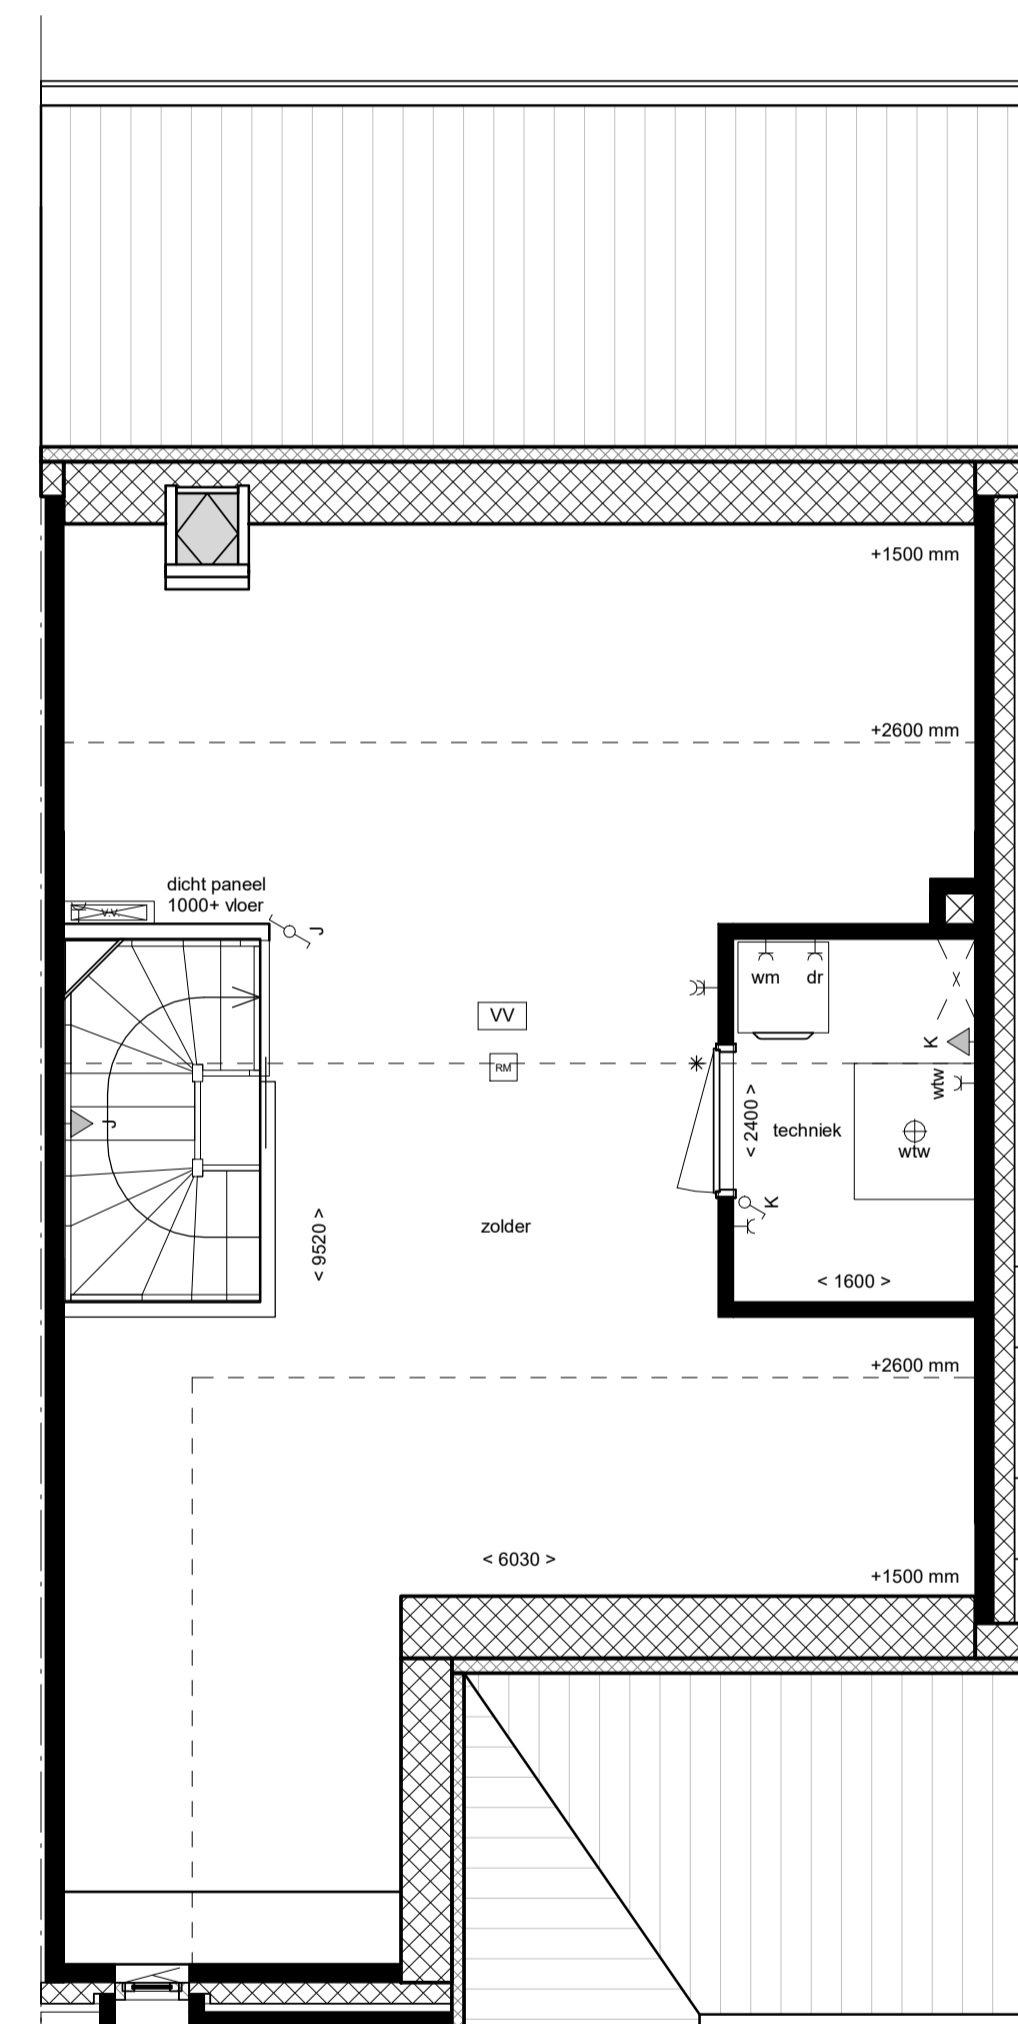 +1500 mm
+2600 mm
dicht paneel
1000+ vloer
V.V.
J
wm
dr
VV
K
RM
wtw
J
< 2400 >
techniek
wtw
K
< 9520 >
zolder
< 1600 >
+2600 mm
< 6030 >
+1500 mm